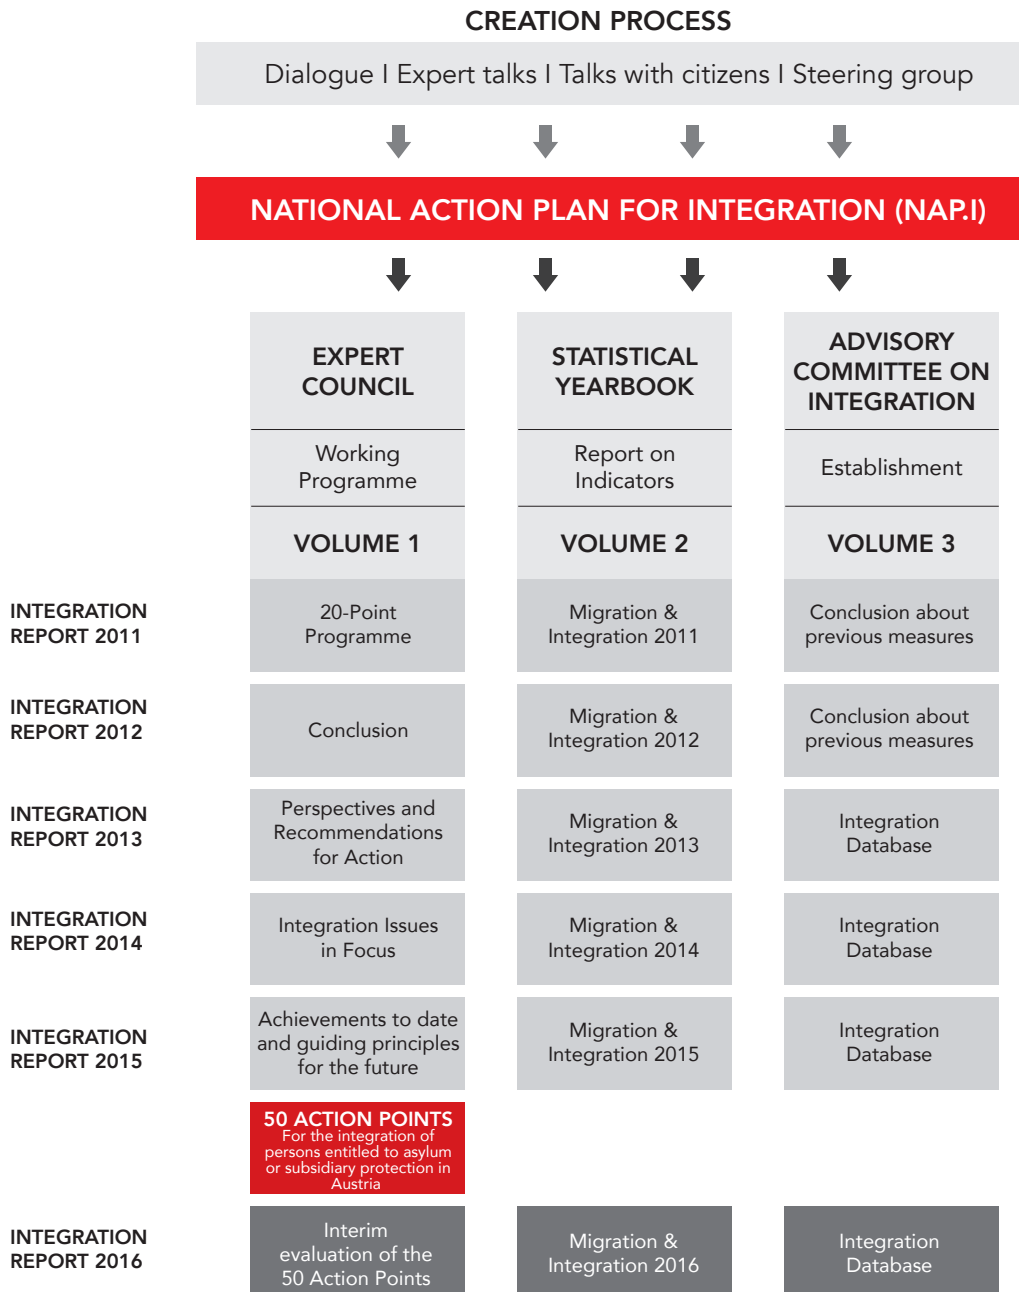 CREATION PROCESS
Dialogue I Expert talks I Talks with citizens I Steering group
NATIONAL ACTION PLAN FOR INTEGRATION (NAP.I)
EXPERT
COUNCIL
STATISTICAL
YEARBOOK
ADVISORY
COMMITTEE ON
INTEGRATION
Working
Programme
Report on
Indicators
Establishment
VOLUME 1
VOLUME 2
VOLUME 3
INTEGRATION
REPORT 2011
20-Point
Programme
Migration &
Integration 2011
Conclusion about
previous measures
INTEGRATION
REPORT 2012
Conclusion
Migration &
Integration 2012
Conclusion about
previous measures
INTEGRATION
REPORT 2013
Perspectives and
Recommendations
for Action
Migration &
Integration 2013
Integration
Database
INTEGRATION
REPORT 2014
Integration Issues
in Focus
Migration &
Integration 2014
Integration
Database
INTEGRATION
REPORT 2015
Achievements to date
and guiding principles
for the future
Migration &
Integration 2015
Integration
Database
50 ACTION POINTS
For the integration of
persons entitled to asylum
or subsidiary protection in
Austria
INTEGRATION
REPORT 2016
Interim
evaluation of the
50 Action Points
Migration &
Integration 2016
Integration
Database